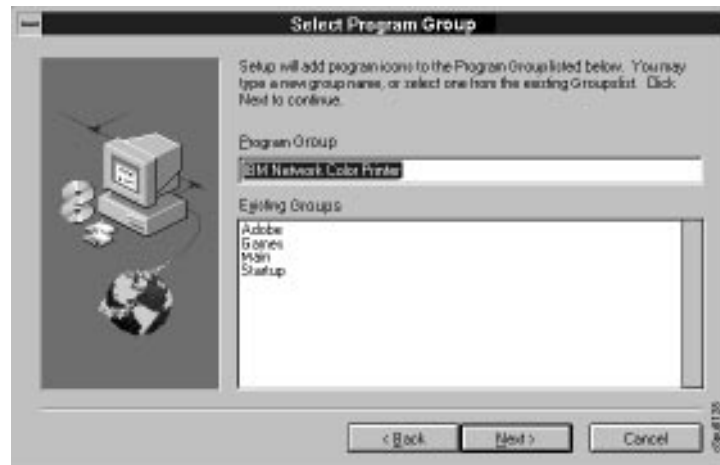 Select Program Group
Setup will add program icons to the Program Group listed below. You may
type a new group name, or select one from the existing Groups list. Click
Next to continue.
Program Group
IBM Network Color Printer
Existing Groups
Adobe
Games
Main
Startup
< Back
Next >
Cancel